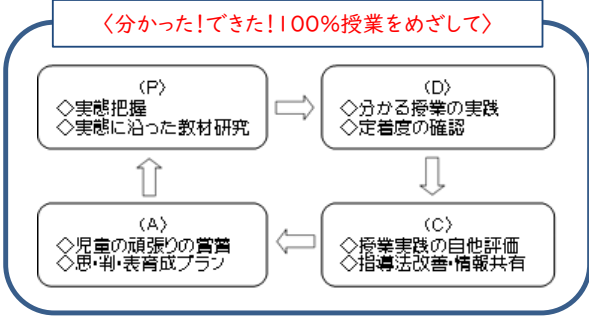 〈分かった!できた!100%授業をめざして〉
〈P〉
◇実態把握
◇実態に沿った教材研究
〈D〉
◇分かる授業の実践
◇定着度の確認
〈C〉
◇授業実践の自他評価
◇指導法改善・情報共有
〈A〉
◇児童の頑張りの賞賛
◇思・判・表育成プラン